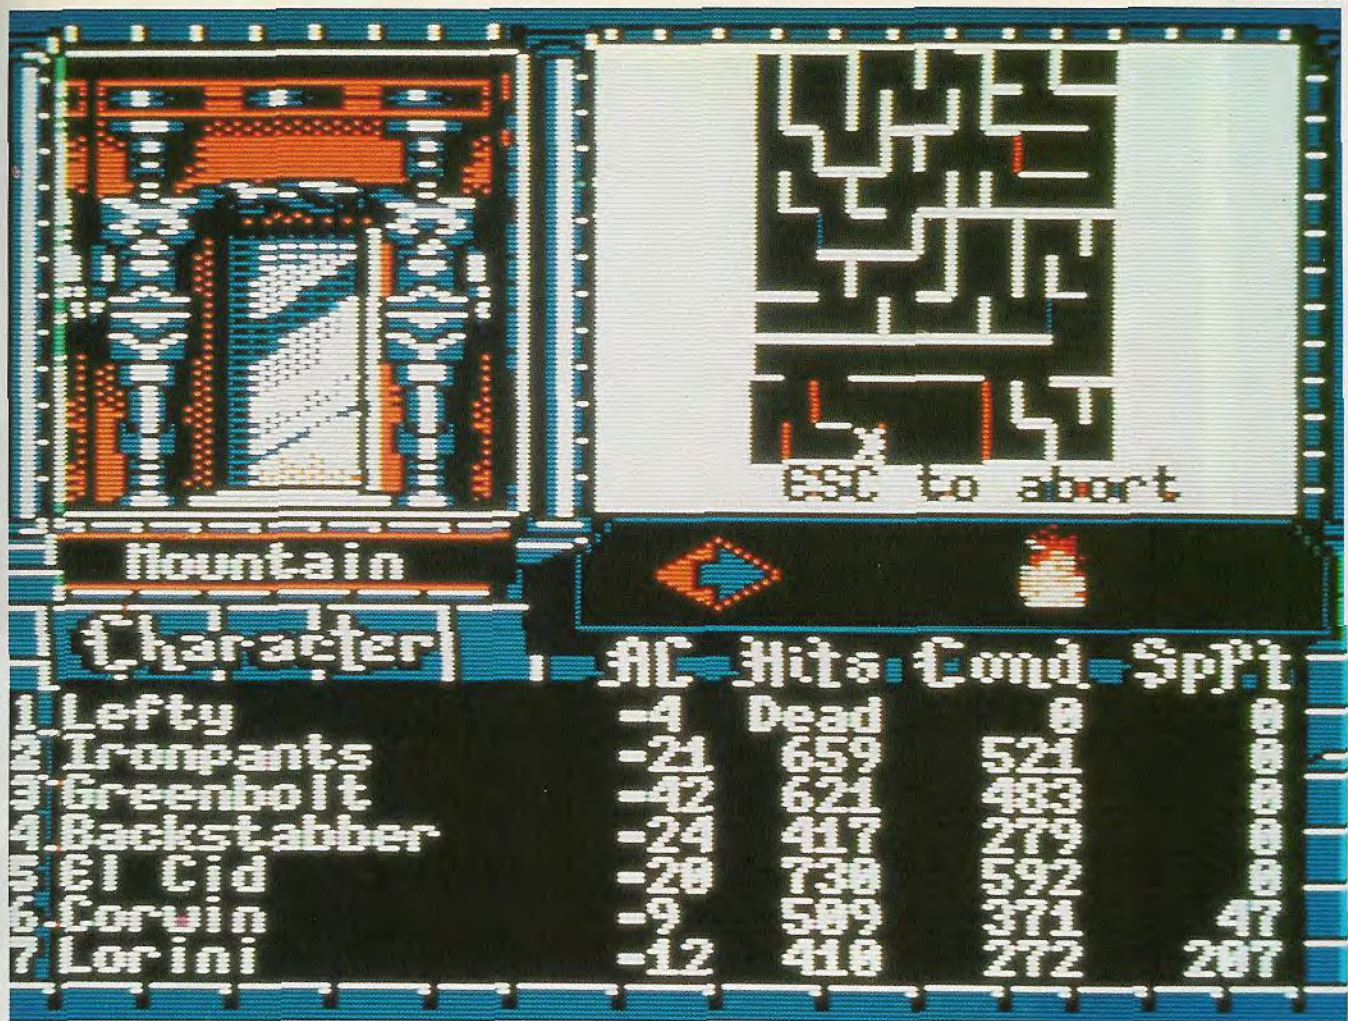 ESC to abort
Mountain
Character AC Hits Cond SpPt
1 Lefty -4 Dead 0 0
2 Ironpants -21 659 521 0
3 Greenbolt -42 621 483 0
4 Backstabber -24 417 279 0
5 El Cid -20 730 592 0
6 Corwin -9 509 371 47
7 Lorini -12 410 272 207